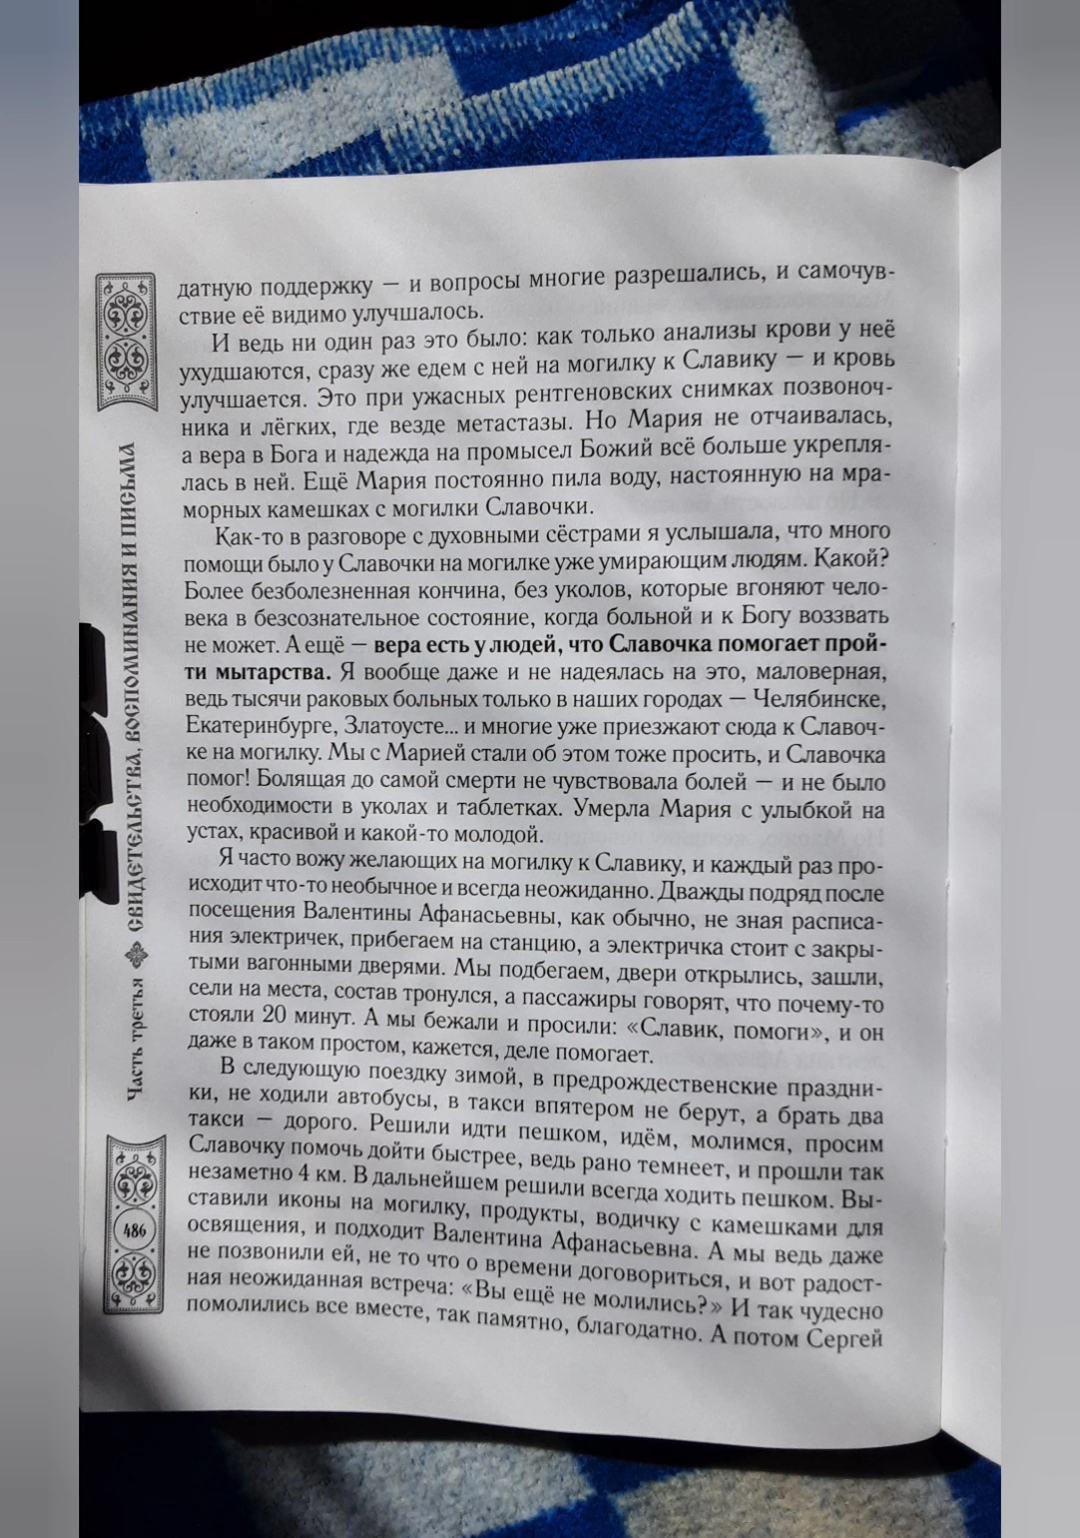 датную поддержку — и вопросы многие разрешались, и самочув-
ствие её видимо улучшалось.
И ведь ни один раз это было: как только анализы крови у неё
ухудшаются, сразу же едем с ней на могилку к Славику — и кровь
улучшается. Это при ужасных рентгеновских снимках позвоноч-
ника и лёгких, где везде метастазы. Но Мария не отчаивалась,
а вера в Бога и надежда на промысел Божий всё больше укрепля-
лась в ней. Ещё Мария постоянно пила воду, настоянную на мра-
морных камешках с могилки Славочки.
Как-то в разговоре с духовными сёстрами я услышала, что много
помощи было у Славочки на могилке уже умирающим людям. Какой?
Более безболезненная кончина, без уколов, которые вгоняют чело-
века в бессознательное состояние, когда больной и к Богу воззвать
не может. А ещё — вера есть у людей, что Славочка помогает прой-
ти мытарства. Я вообще даже и не надеялась на это, маловерная,
ведь тысячи раковых больных только в наших городах — Челябинске,
Екатеринбурге, Златоусте... и многие уже приезжают сюда к Славоч-
ке на могилку. Мы с Марией стали об этом тоже просить, и Славочка
помог! Болящая до самой смерти не чувствовала болей — и не было
необходимости в уколах и таблетках. Умерла Мария с улыбкой на
устах, красивой и какой-то молодой.
Я часто вожу желающих на могилку к Славику, и каждый раз про-
исходит что-то необычное и всегда неожиданно. Дважды подряд после
посещения Валентины Афанасьевны, как обычно, не зная расписа-
ния электричек, прибегаем на станцию, а электричка стоит с закры-
тыми вагонными дверями. Мы подбегаем, двери открылись, зашли,
сели на места, состав тронулся, а пассажиры говорят, что почему-то
стояли 20 минут. А мы бежали и просили: «Славик, помоги», и он
даже в таком простом, кажется, деле помогает.
В следующую поездку зимой, в предрождественские праздни-
ки, не ходили автобусы, в такси впятером не берут, а брать два
такси — дорого. Решили идти пешком, идём, молимся, просим
Славочку помочь дойти быстрее, ведь рано темнеет, и прошли так
незаметно 4 км. В дальнейшем решили всегда ходить пешком. Вы-
ставили иконы на могилку, продукты, водичку с камешками для
освящения, и подходит Валентина Афанасьевна. А мы ведь даже
не позвонили ей, не то что о времени договориться, и вот радост-
ная неожиданная встреча: «Вы ещё не молились?» И так чудесно
помолились все вместе, так памятно, благодатно. А потом Сергей
Часть третья СВИДЕТЕЛЬСТВА, ВОСПОМИНАНИЯ И ПИСЬМА
486